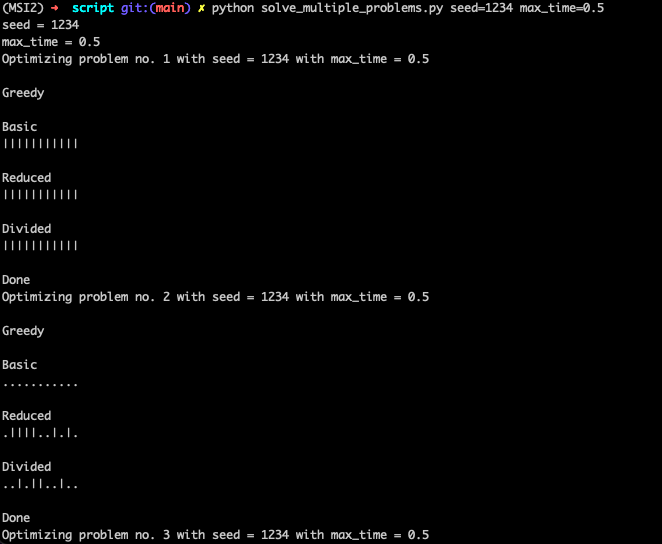 (MSI2) ➜  script git:(main) ✗ python solve_multiple_problems.py seed=1234 max_time=0.5
seed = 1234
max_time = 0.5
Optimizing problem no. 1 with seed = 1234 with max_time = 0.5
Greedy
Basic
|||||||||||
Reduced
|||||||||||
Divided
|||||||||||
Done
Optimizing problem no. 2 with seed = 1234 with max_time = 0.5
Greedy
Basic
...........
Reduced
.||||..|.|.
Divided
..|.||..|..
Done
Optimizing problem no. 3 with seed = 1234 with max_time = 0.5